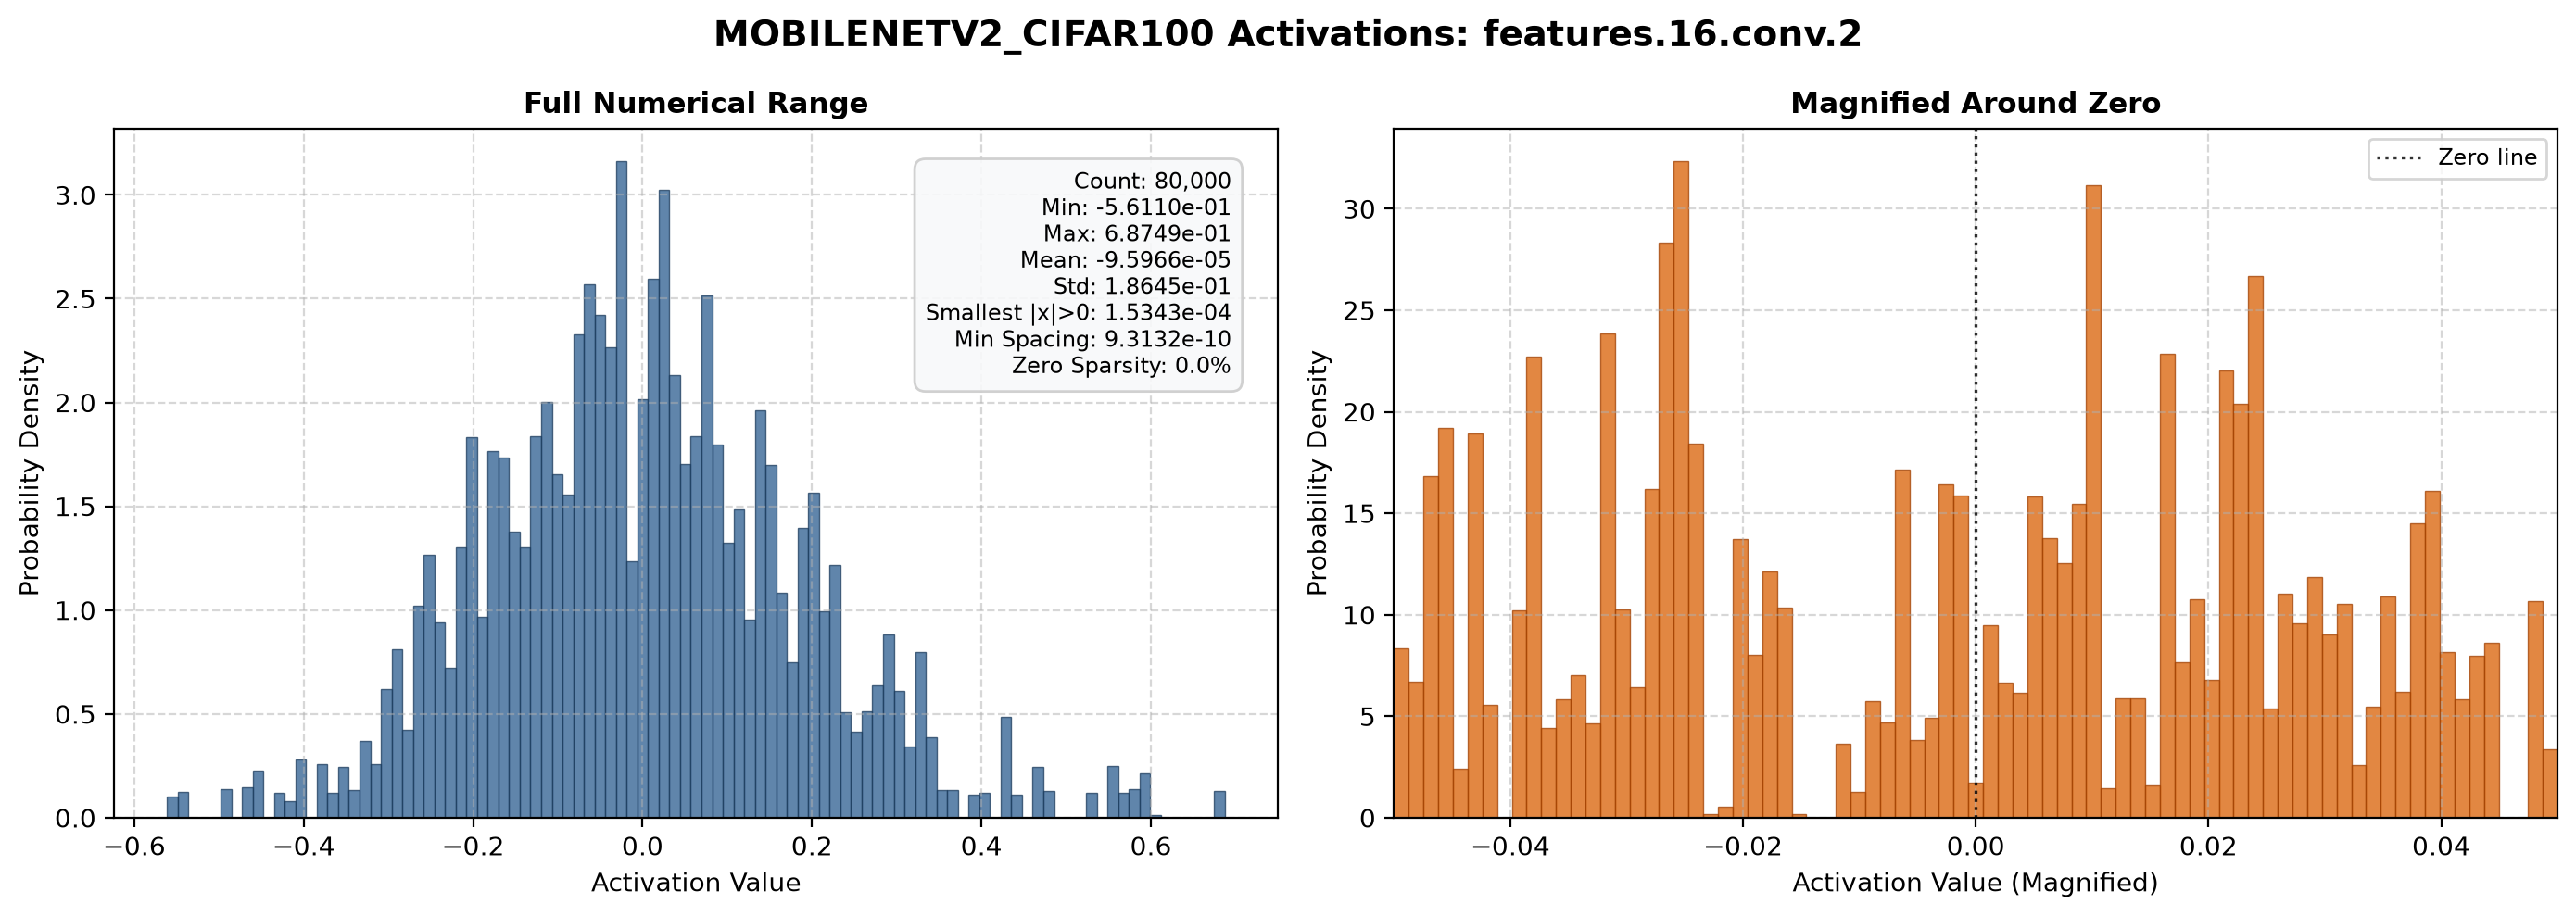 MOBILENETV2_CIFAR100 Activations: features.16.conv.2
Full Numerical Range
Probability Density
3.0
2.5
2.0
1.5
1.0
0.5
0.0
Count: 80,000
Min: -5.6110e-01
Max: 6.8749e-01
Mean: -9.5966e-05
Std: 1.8645e-01
Smallest |x|>0: 1.5343e-04
Min Spacing: 9.3132e-10
Zero Sparsity: 0.0%
−0.6 −0.4 −0.2 0.0 0.2 0.4 0.6
Activation Value
Magnified Around Zero
Probability Density
30
25
20
15
10
5
0
Zero line
−0.04 −0.02 0.00 0.02 0.04
Activation Value (Magnified)